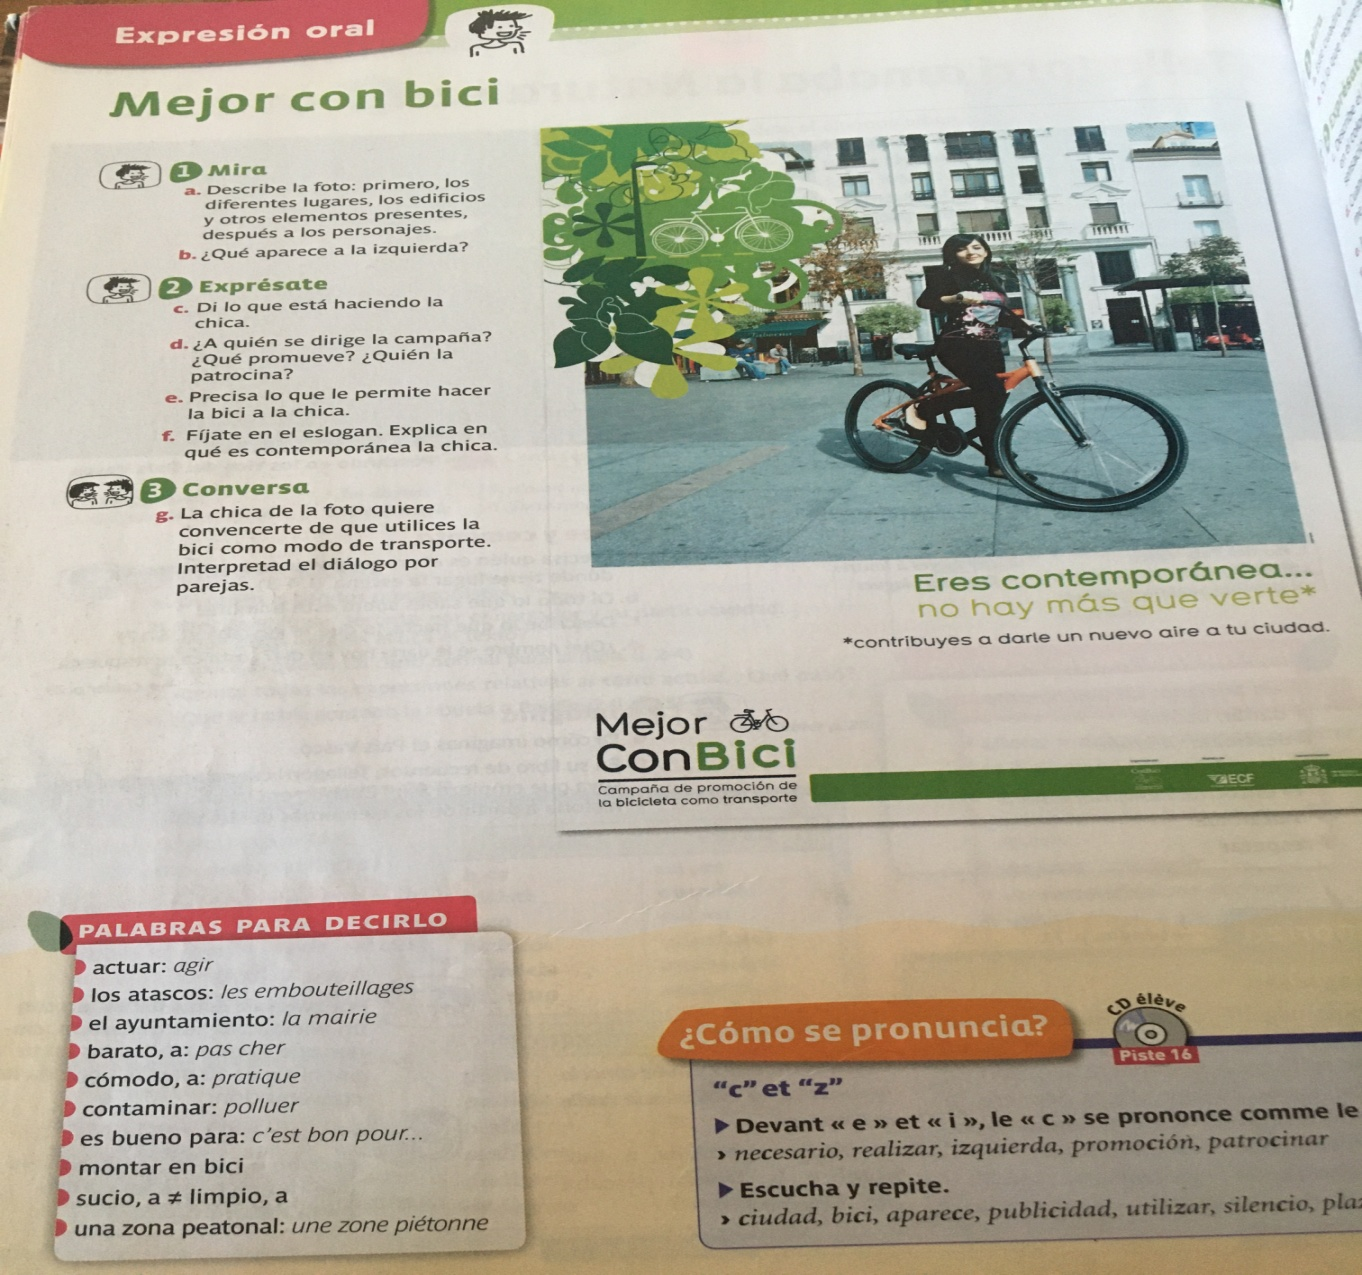 Expresión oral
Mejor con bici
1 Mira
a. Describe la foto: primero, los
diferentes lugares, los edificios
y otros elementos presentes,
después a los personajes.
b. ¿Qué aparece a la izquierda?
2 Exprésate
c. Di lo que está haciendo la
chica.
d. ¿A quién se dirige la campaña?
¿Qué promueve? ¿Quién la
patrocina?
e. Precisa lo que le permite hacer
la bici a la chica.
f. Fíjate en el eslogan. Explica en
qué es contemporánea la chica.
3 Conversa
g. La chica de la foto quiere
convencerte de que utilices la
bici como modo de transporte.
Interpretad el diálogo por
parejas.
Eres contemporánea...
no hay más que verte*
*contribuyes a darle un nuevo aire a tu ciudad.
Mejor
ConBici
Campaña de promoción de
la bicicleta como transporte
ECF
PALABRAS PARA DECIRLO
actuar: agir
los atascos: les embouteillages
el ayuntamiento: la mairie
barato, a: pas cher
cómodo, a: pratique
contaminar: polluer
es bueno para: c'est bon pour...
montar en bici
sucio, a ≠ limpio, a
una zona peatonal: une zone piétonne
¿Cómo se pronuncia?
CD élève
Piste 16
“c” et “z”
Devant « e » et « i », le « c » se prononce comme le
necesario, realizar, izquierda, promoción, patrocinar
Escucha y repite.
ciudad, bici, aparece, publicidad, utilizar, silencio,